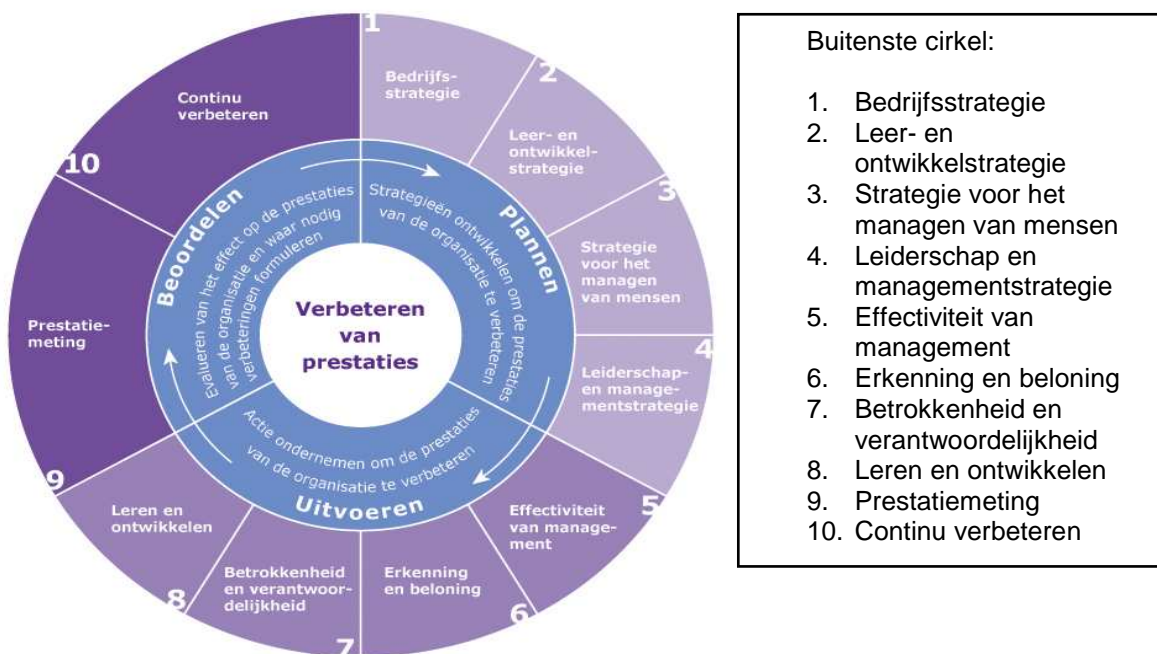 1
Bedrijfs-
strategie
2
Leer- en
ontwikkel-
strategie
3
Strategie
voor het
managen
van mensen
4
Leiderschap-
en manage-
mentstrategie
5
Effectiviteit
van manage-
ment
6
Erkenning
en beloning
7
Betrokkenheid
en verantwoor-
delijkheid
8
Leren en
ontwikkelen
9
Prestatie-
meting
10
Continu
verbeteren
Plannen
Strategieën ontwikkelen om de prestaties
van de organisatie te verbeteren
Uitvoeren
Actie ondernemen om de prestaties
van de organisatie te verbeteren
Beoordelen
Evalueren van het effect op de prestaties
van de organisatie en waar nodig
verbeteringen formuleren
Verbeteren
van
prestaties
Buitenste cirkel:
1. Bedrijfsstrategie
2. Leer- en
ontwikkelstrategie
3. Strategie voor het
managen van mensen
4. Leiderschap en
managementstrategie
5. Effectiviteit van
management
6. Erkenning en beloning
7. Betrokkenheid en
verantwoordelijkheid
8. Leren en ontwikkelen
9. Prestatiemeting
10. Continu verbeteren